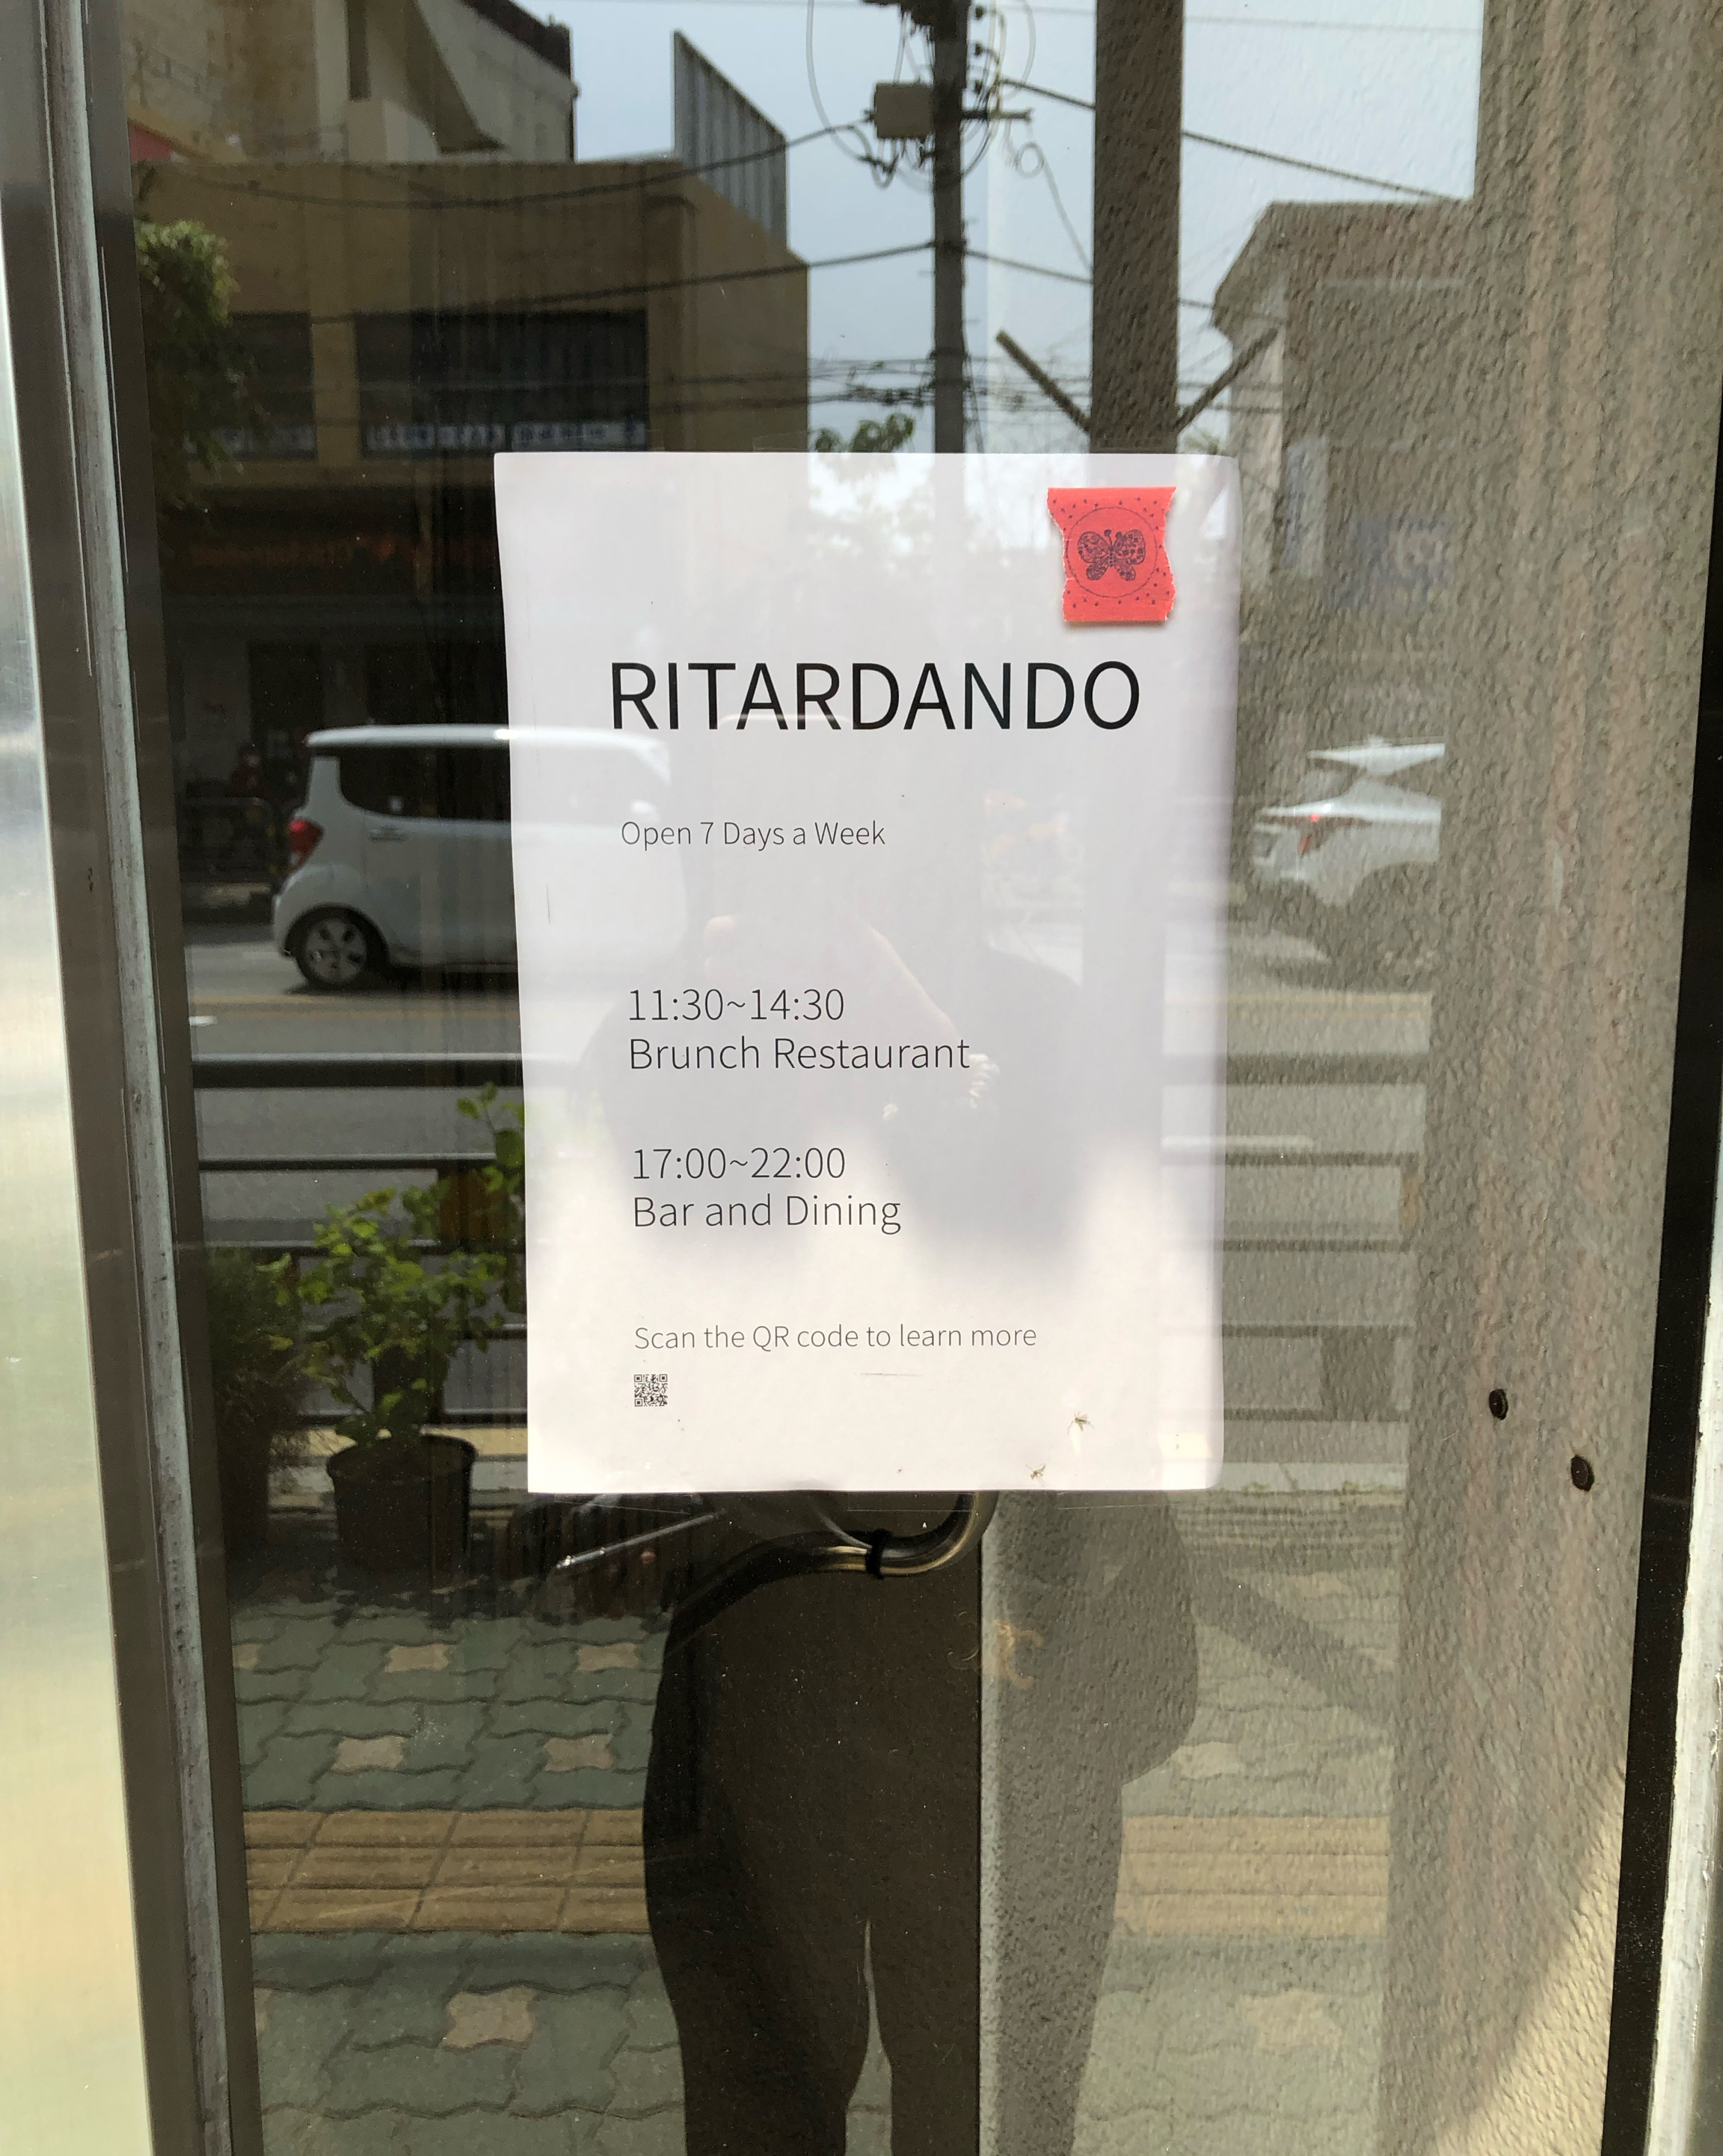 RITARDANDO
Open 7 Days a Week
11:30~14:30
Brunch Restaurant
17:00~22:00
Bar and Dining
Scan the QR code to learn more